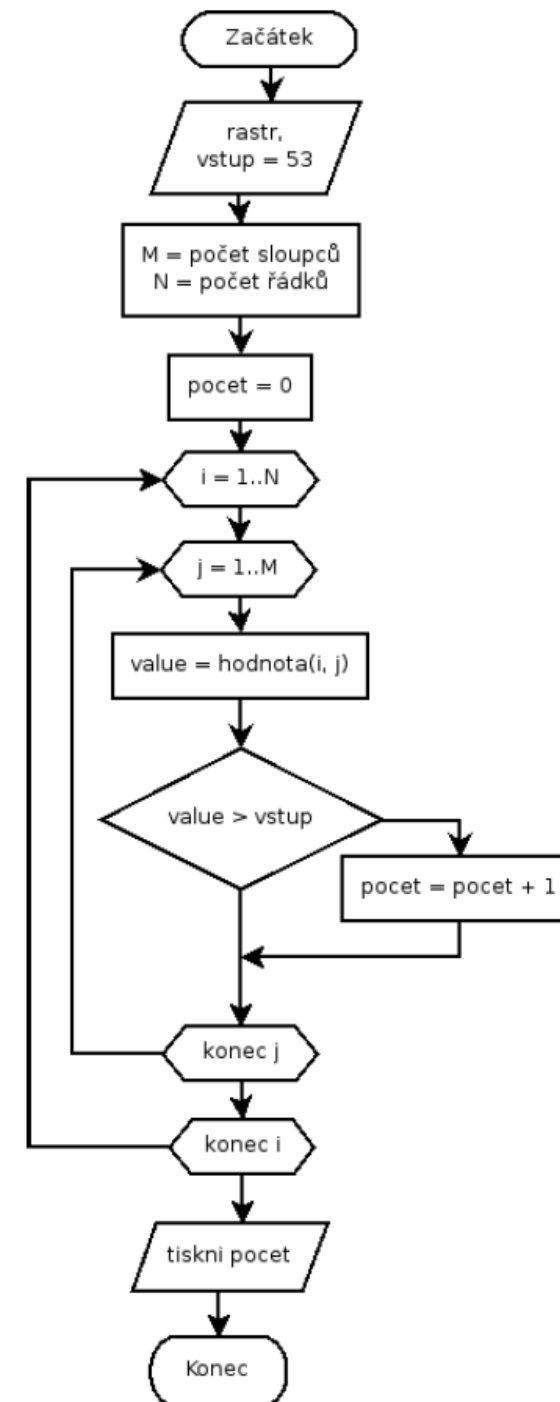 Začátek
rastr,
vstup = 53
M = počet sloupců
N = počet řádků
pocet = 0
i = 1..N
j = 1..M
value = hodnota(i, j)
value > vstup
pocet = pocet + 1
konec j
konec i
tiskni pocet
Konec